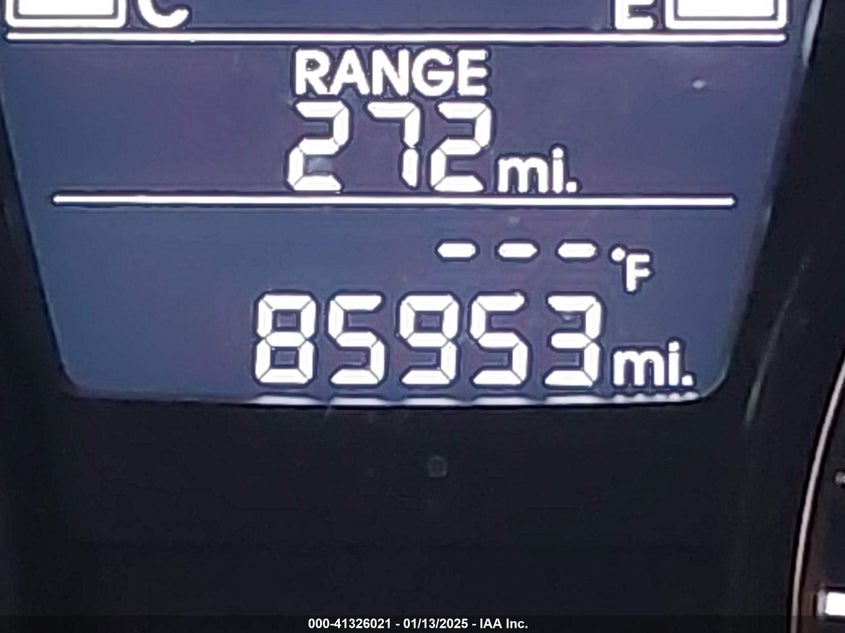 C E
RANGE
272 mi.
--- °F
85953 mi.
000-41326021 - 01/13/2025 - IAA Inc.